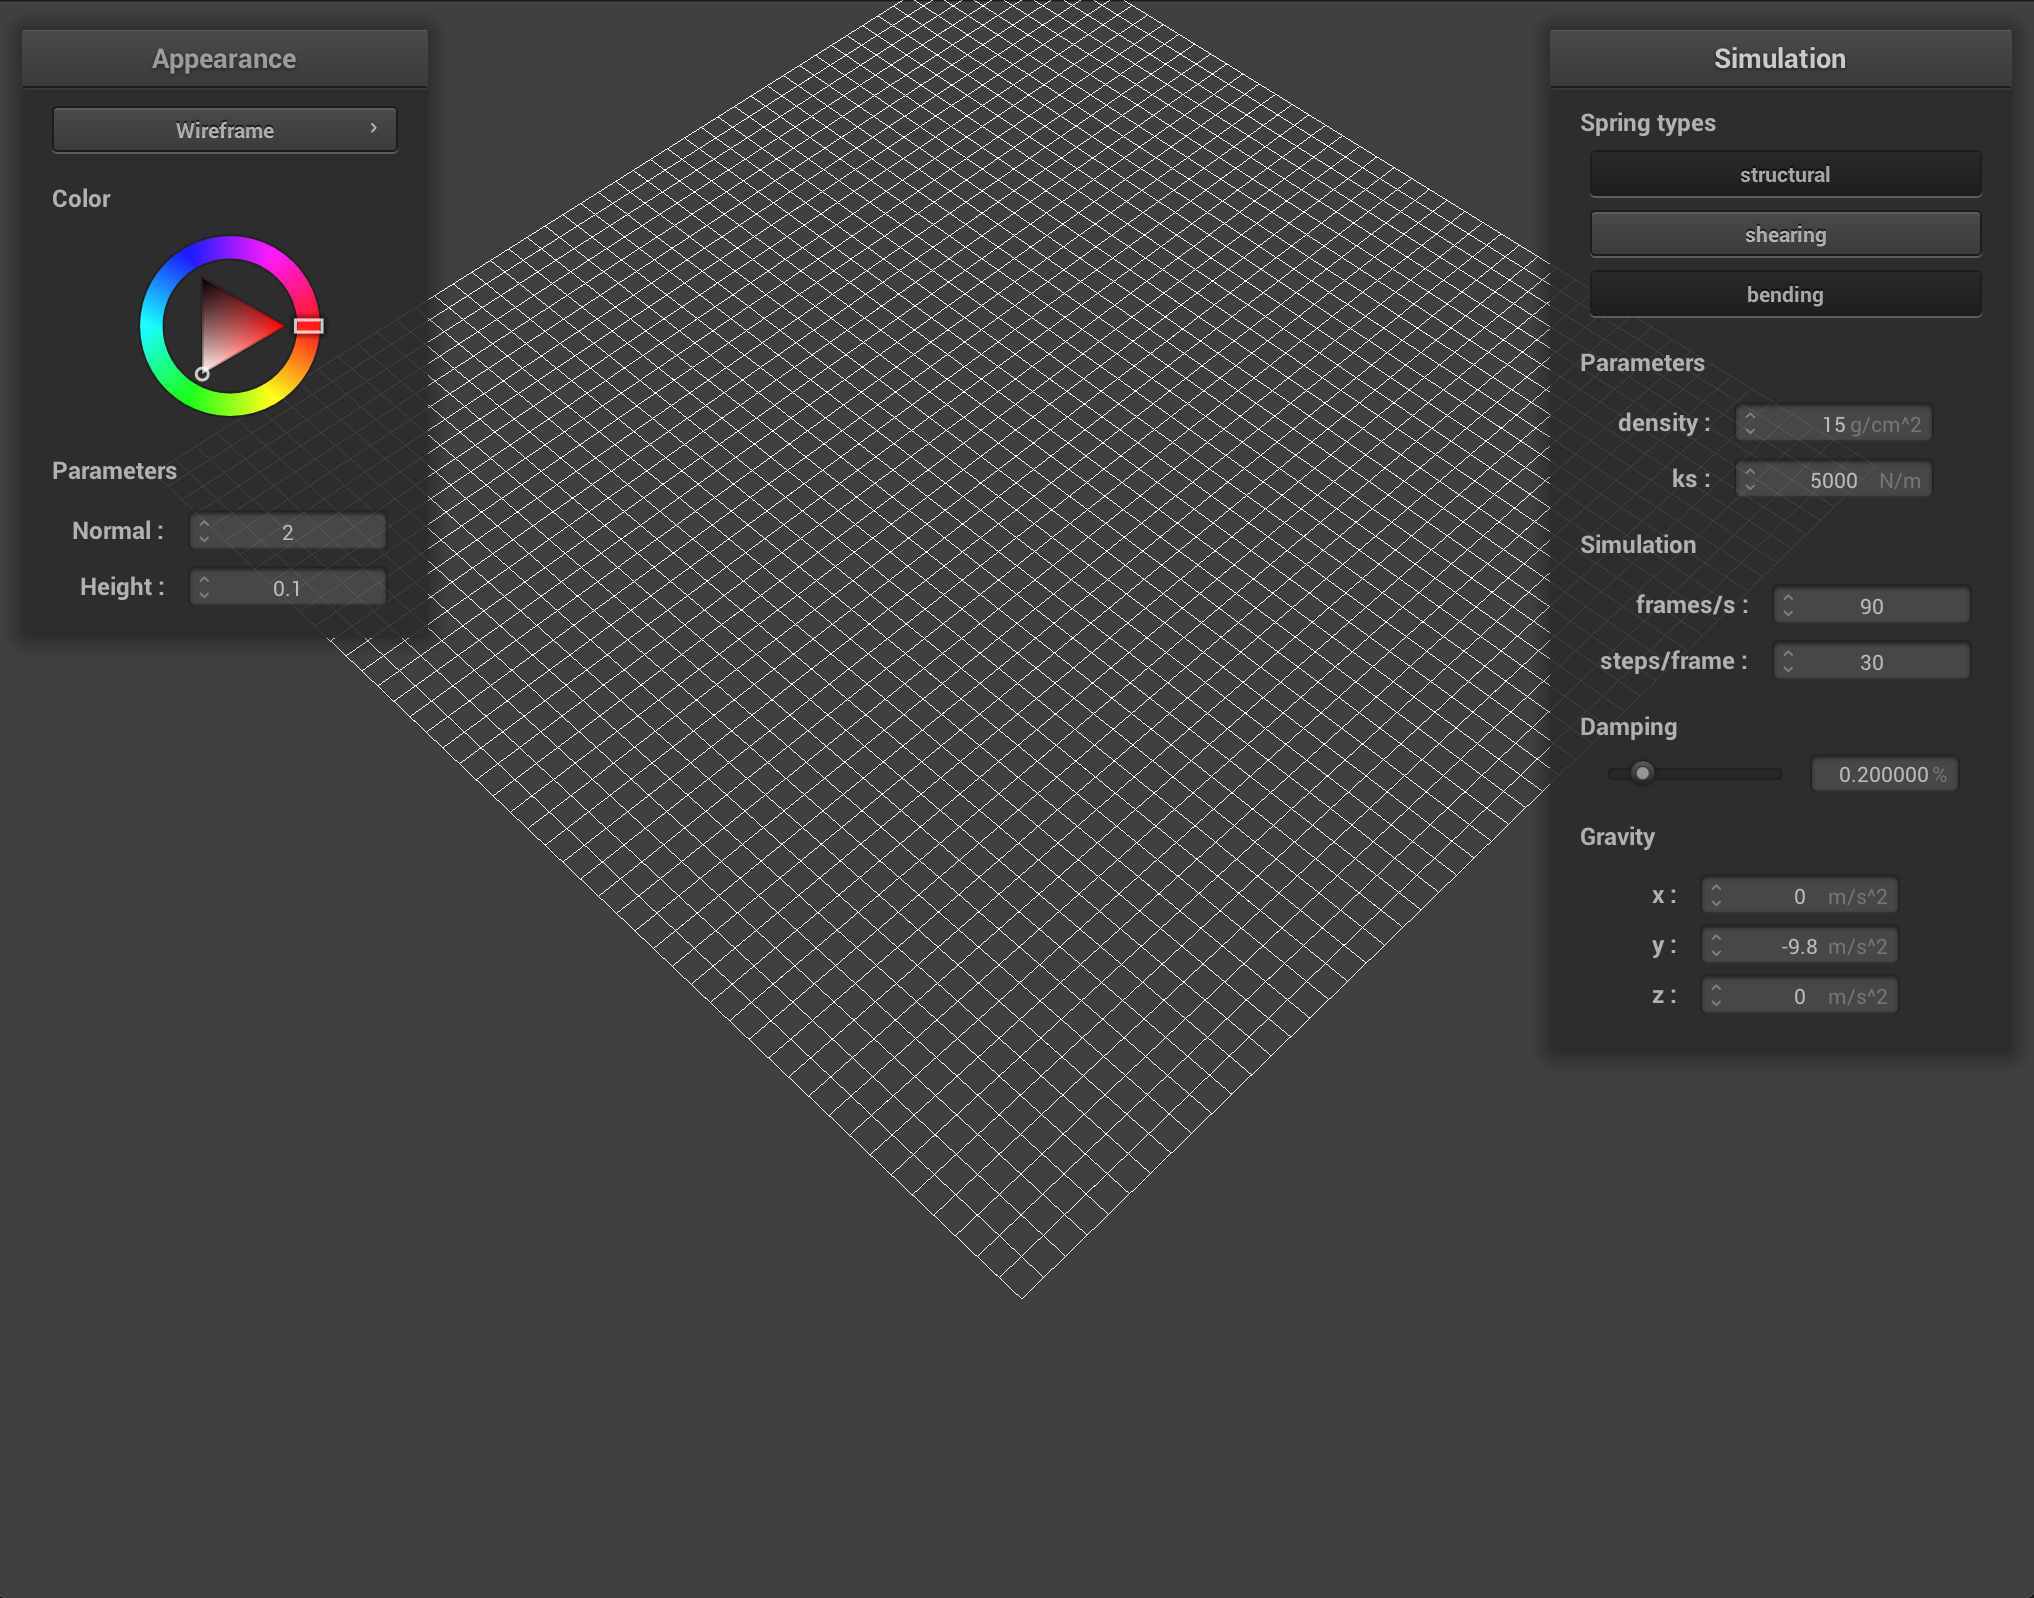 Appearance
Wireframe
Color
Parameters
Normal : 2
Height : 0.1
Simulation
Spring types
structural
shearing
bending
Parameters
density : 15 g/cm^2
ks : 5000 N/m
Simulation
frames/s : 90
steps/frame : 30
Damping
0.200000 %
Gravity
x : 0 m/s^2
y : -9.8 m/s^2
z : 0 m/s^2